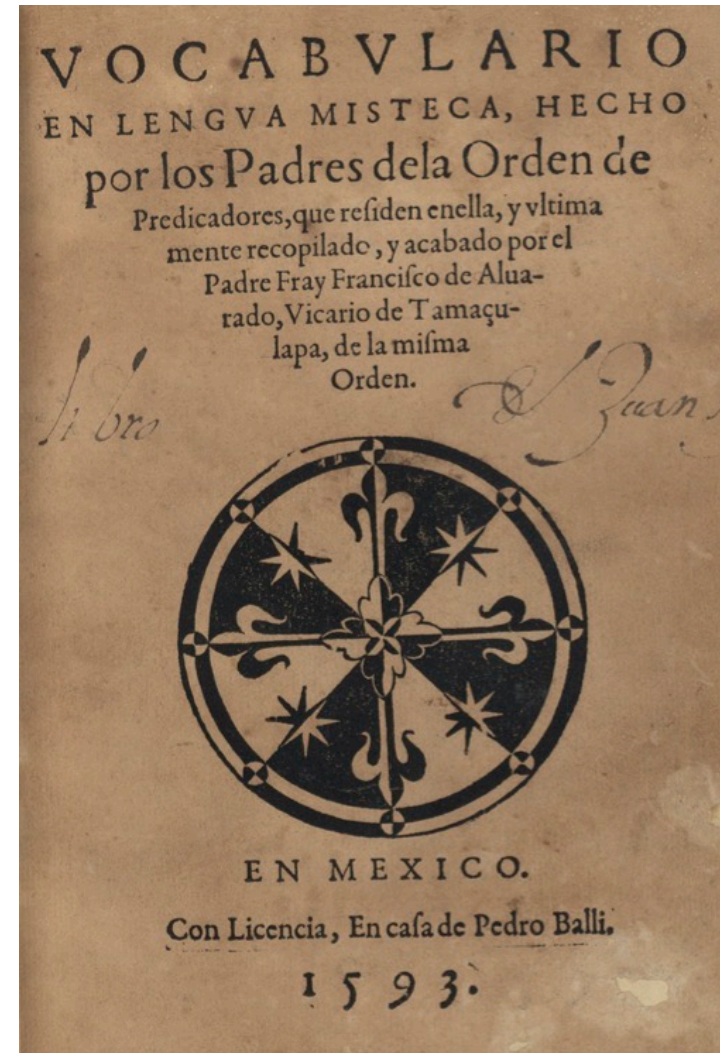 VOCABVLARIO
EN LENGVA MISTECA, HECHO
por los Padres dela Orden de
Predicadores,que reſiden enella, y vltima
mente recopilado, y acabado por el
Padre Fray Franciſco de Alua-
rado, Vicario de Tamaçu-
lapa, de la miſma
Orden.
libro d Juan
EN MEXICO.
Con Licencia, En caſa de Pedro Balli.
1593.